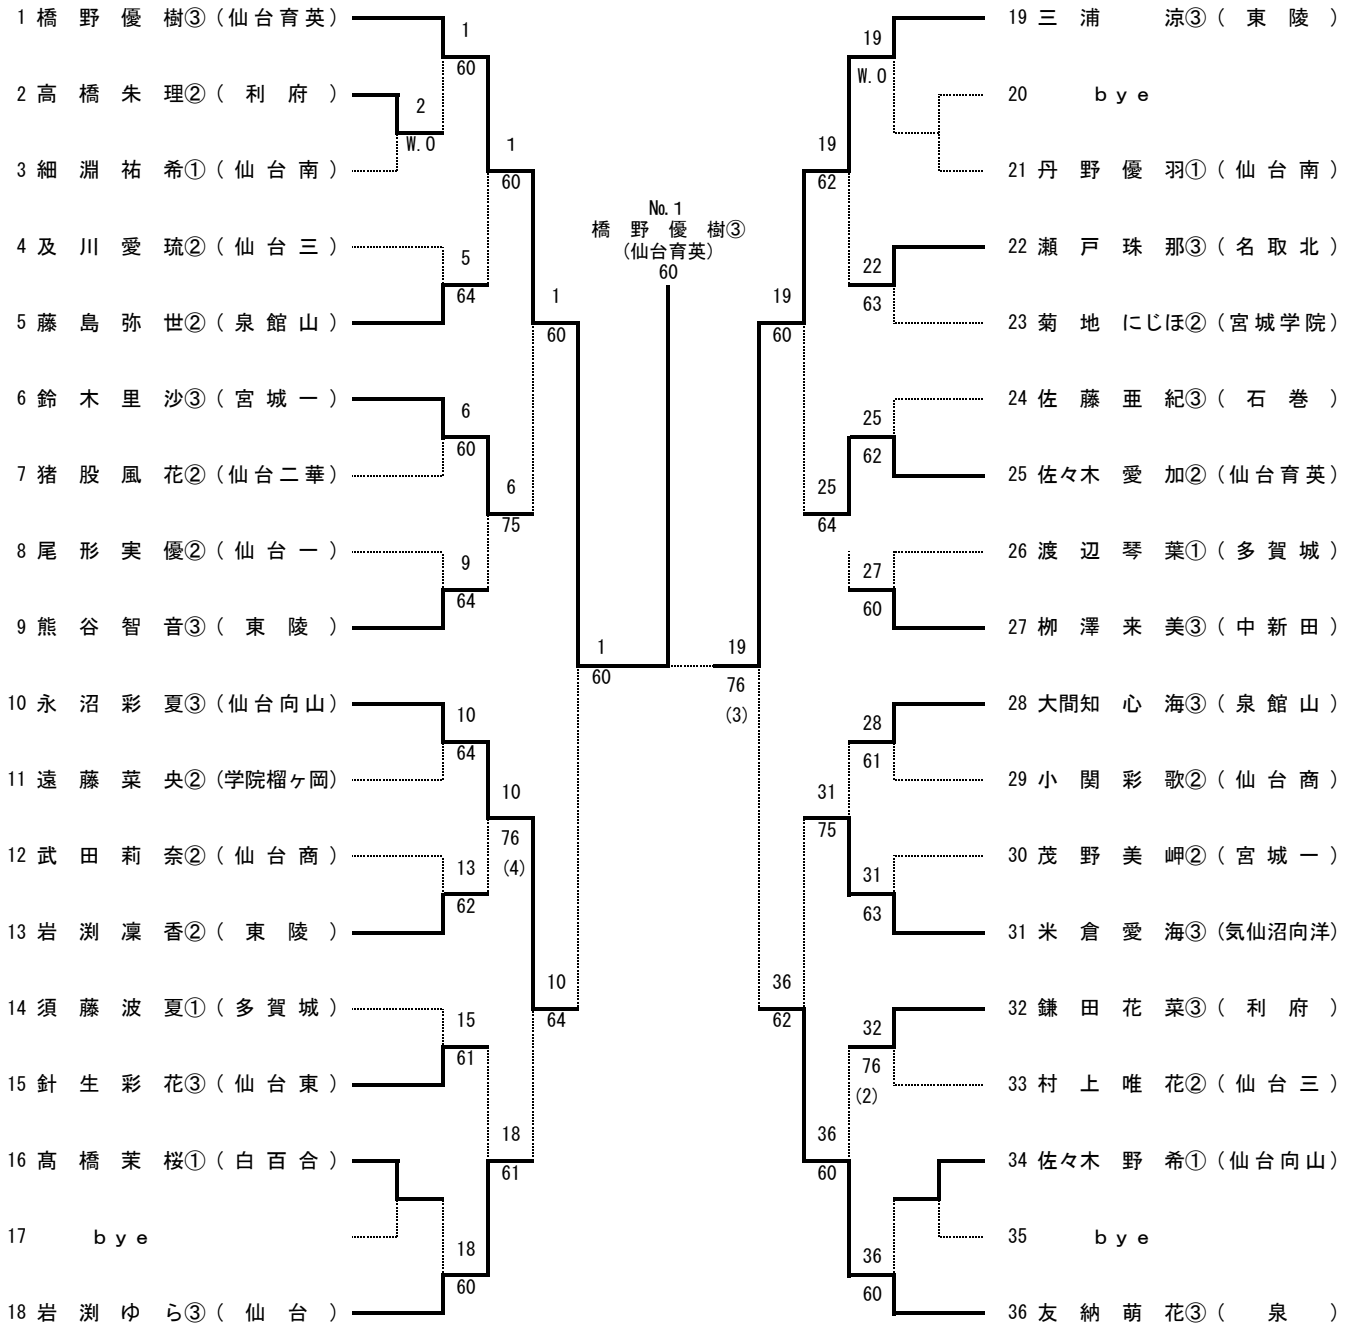 1 橋野優樹③(仙台育英)
2 高橋朱理②(利府)
3 細淵祐希①(仙台南)
4 及川愛琉②(仙台三)
5 藤島弥世②(泉館山)
6 鈴木里沙③(宮城一)
7 猪股風花②(仙台二華)
8 尾形実優②(仙台一)
9 熊谷智音③(東陵)
10 永沼彩夏③(仙台向山)
11 遠藤菜央②(学院榴ヶ岡)
12 武田莉奈②(仙台商)
13 岩渕凜香②(東陵)
14 須藤波夏①(多賀城)
15 針生彩花③(仙台東)
16 髙橋茉桜①(白百合)
17 bye
18 岩渕ゆら③(仙台)
1
60
2
W.O
5
64
6
60
9
64
10
64
13
62
15
61
18
60
1
60
6
75
10
76
(4)
18
61
1
60
10
64
1
60
№1
橋野優樹③
(仙台育英)
60
19
76
(3)
19
60
36
62
19
62
25
64
31
75
36
60
19
W.O
22
63
25
62
27
60
28
61
31
63
32
76
(2)
36
60
19 三浦涼③(東陵)
20 bye
21 丹野優羽①(仙台南)
22 瀬戸珠那③(名取北)
23 菊地にじほ②(宮城学院)
24 佐藤亜紀③(石巻)
25 佐々木愛加②(仙台育英)
26 渡辺琴葉①(多賀城)
27 栁澤来美③(中新田)
28 大間知心海③(泉館山)
29 小関彩歌②(仙台商)
30 茂野美岬②(宮城一)
31 米倉愛海③(気仙沼向洋)
32 鎌田花菜③(利府)
33 村上唯花②(仙台三)
34 佐々木野希①(仙台向山)
35 bye
36 友納萌花③(泉)